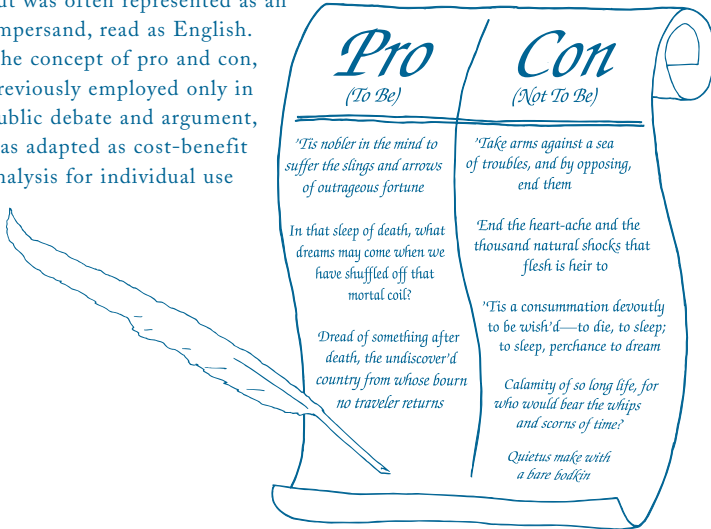 ut was often represented as an
mpersand, read as English.
he concept of pro and con,
reviously employed only in
ublic debate and argument,
as adapted as cost-benefit
nalysis for individual use
Pro
(To Be)
’Tis nobler in the mind to
suffer the slings and arrows
of outrageous fortune
In that sleep of death, what
dreams may come when we
have shuffled off that
mortal coil?
Dread of something after
death, the undiscover’d
country from whose bourn
no traveler returns
Con
(Not To Be)
’Take arms against a sea
of troubles, and by opposing,
end them
End the heart-ache and the
thousand natural shocks that
flesh is heir to
’Tis a consummation devoutly
to be wish’d—to die, to sleep;
to sleep, perchance to dream
Calamity of so long life, for
who would bear the whips
and scorns of time?
Quietus make with
a bare bodkin